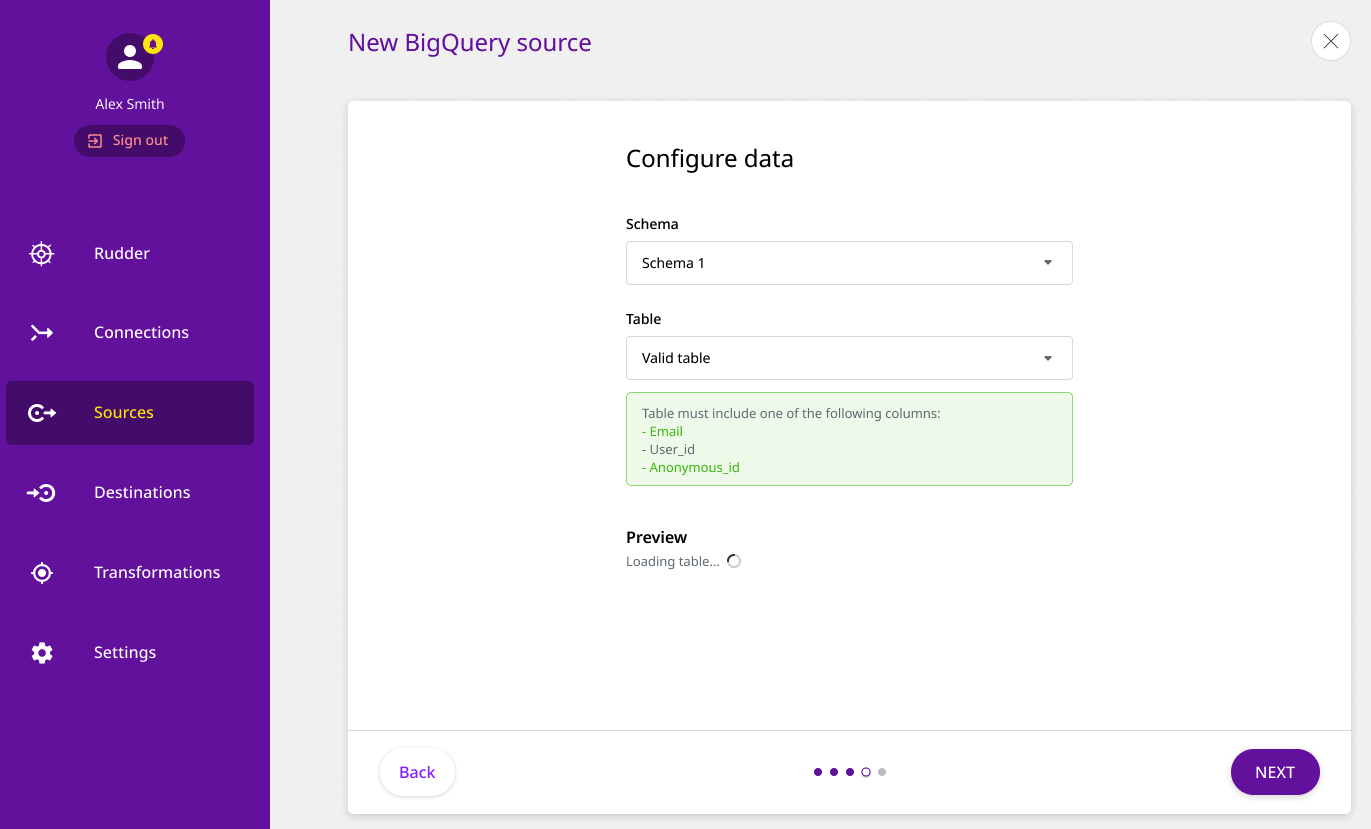 Alex Smith
Sign out
Rudder
Connections
Sources
Destinations
Transformations
Settings
New BigQuery source
Configure data
Schema
Schema 1
Table
Valid table
Table must include one of the following columns:
- Email
- User_id
- Anonymous_id
Preview
Loading table...
Back
NEXT